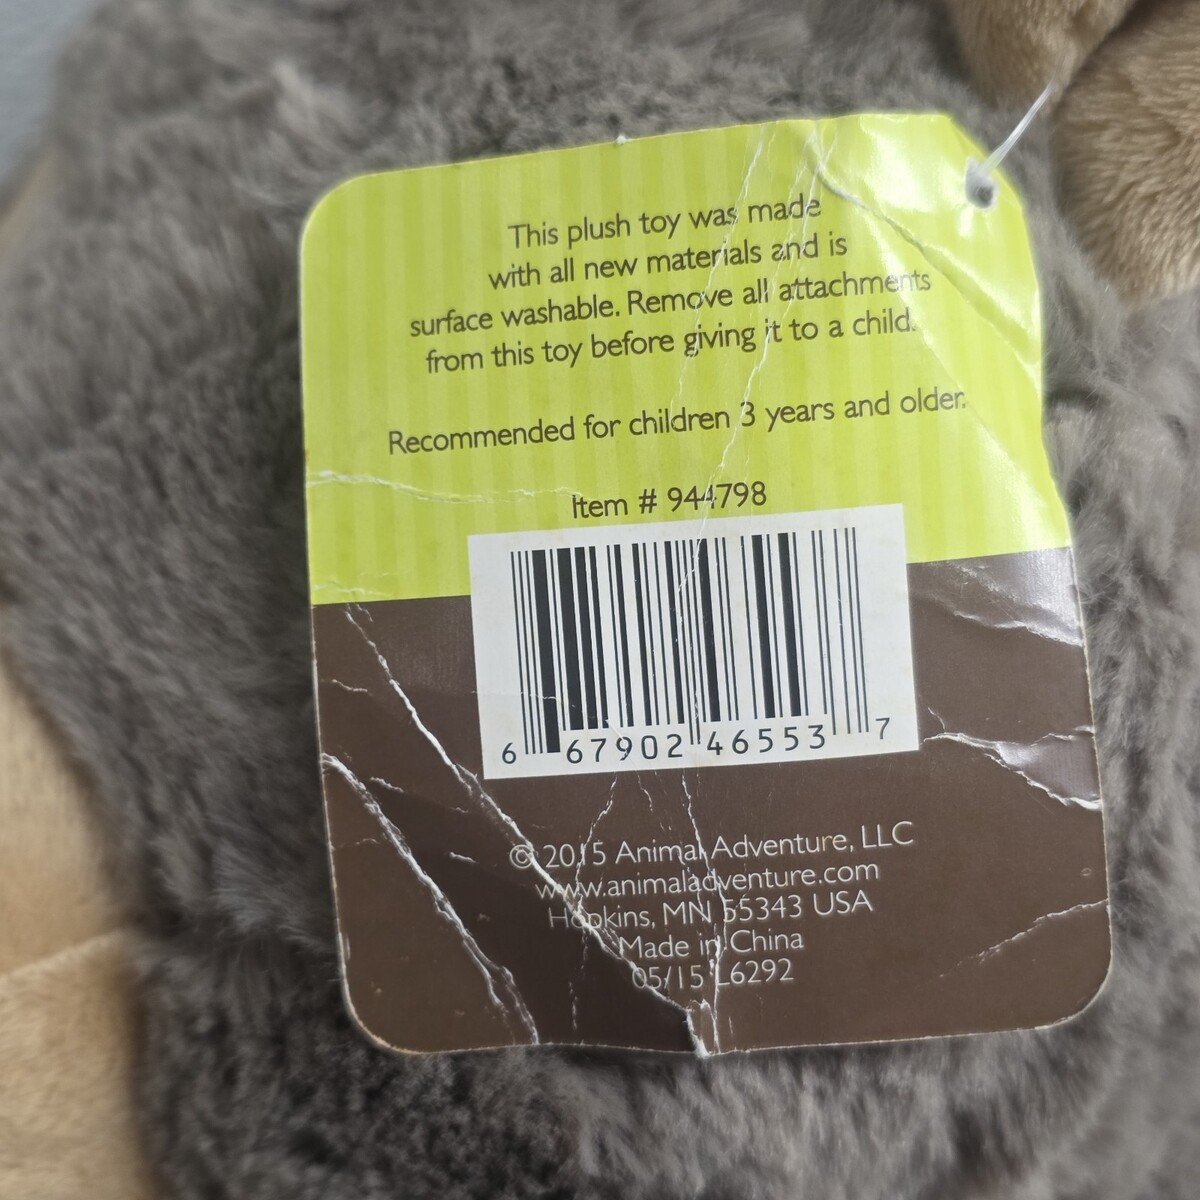 This plush toy was made
with all new materials and is
surface washable. Remove all attachments
from this toy before giving it to a child.
Recommended for children 3 years and older.
Item # 944798
6 67902 46553 7
© 2015 Animal Adventure, LLC
www.animaladventure.com
Hopkins, MN 55343 USA
Made in China
05/15 L6292